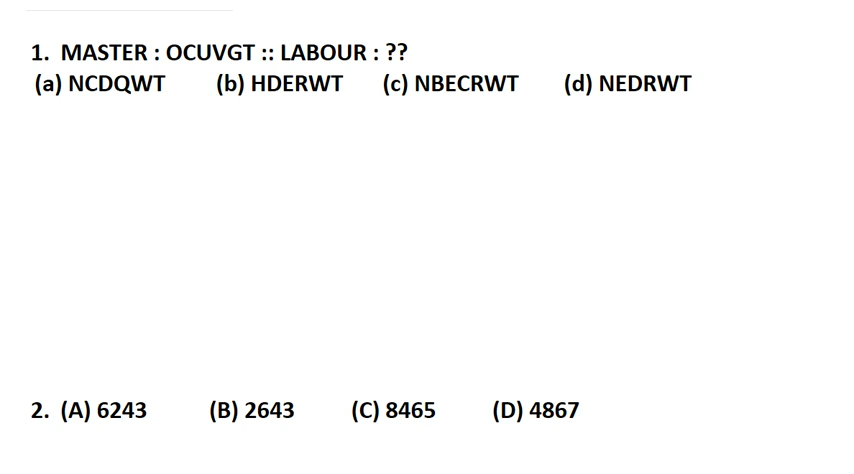 1. MASTER : OCUVGT :: LABOUR : ??
(a) NCDQWT (b) HDERWT (c) NBECRWT (d) NEDRWT
2. (A) 6243 (B) 2643 (C) 8465 (D) 4867